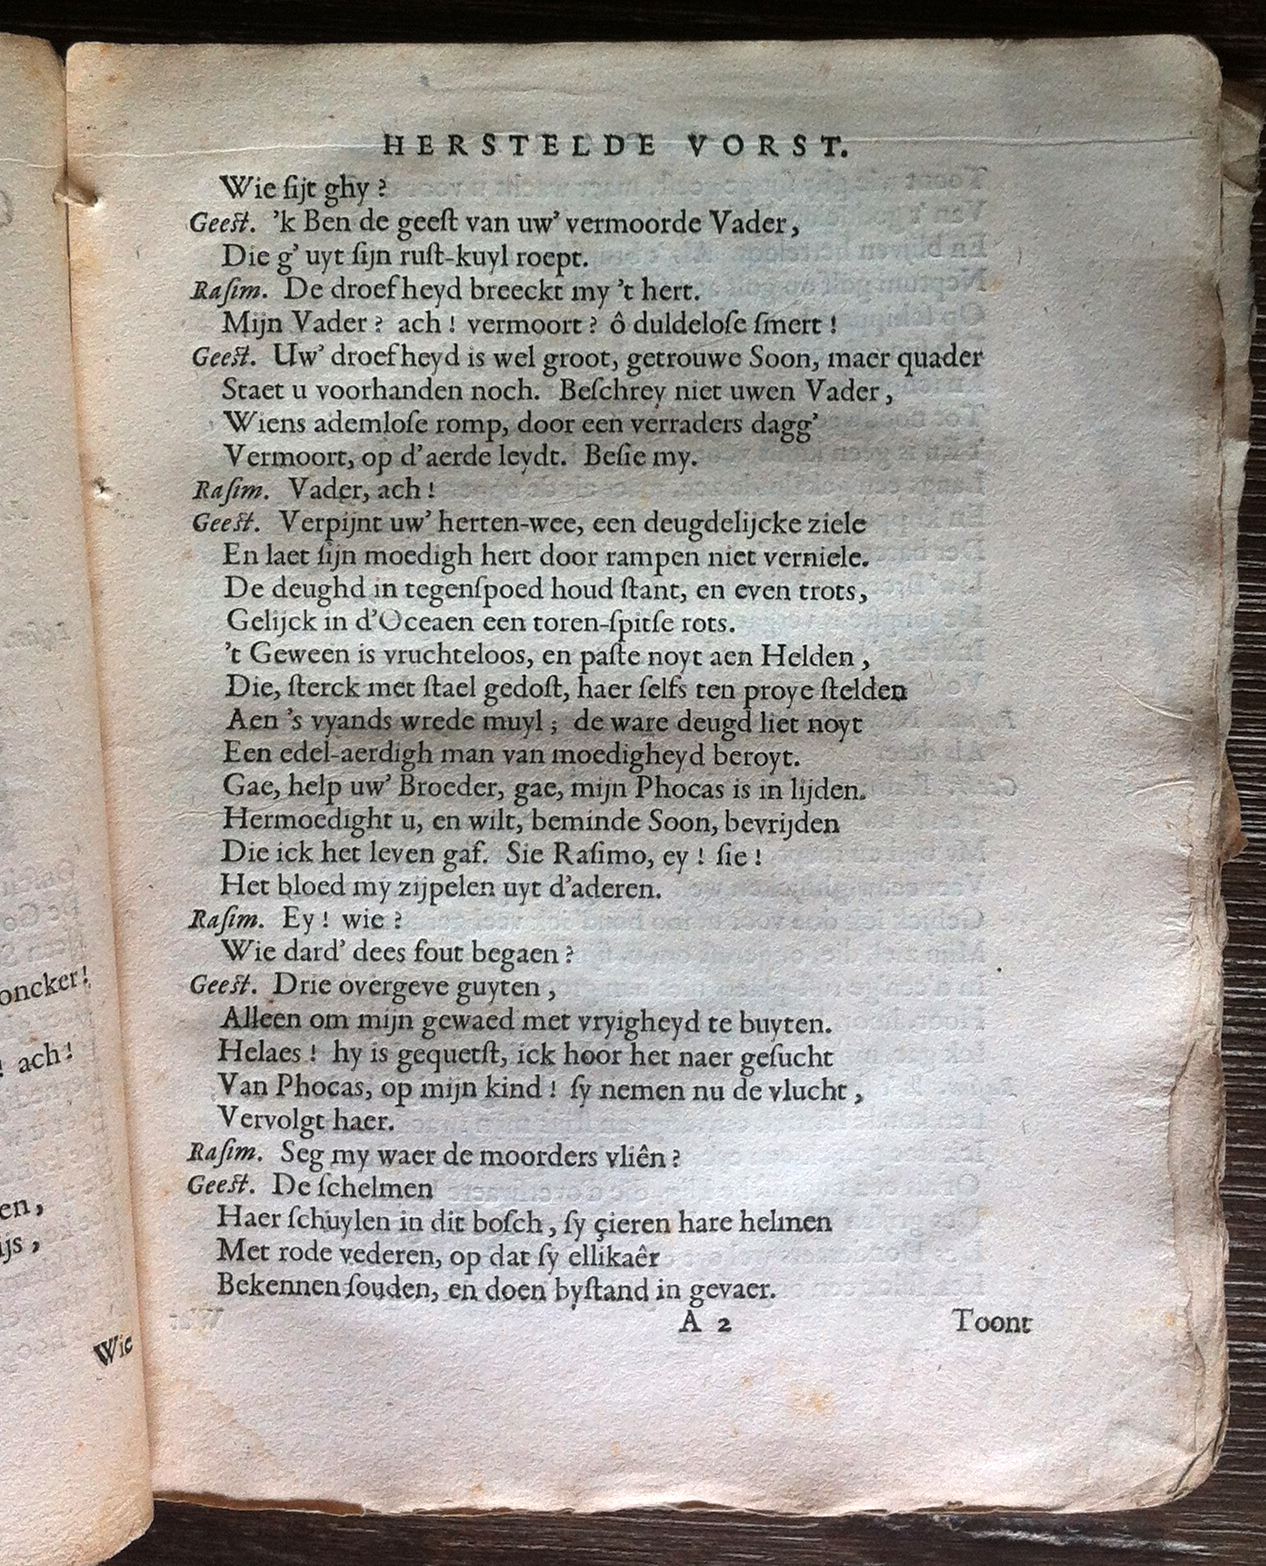 HERSTELDE VORST.
Wie ſijt ghy?
Geeſt. 'k Ben de geeſt van uw' vermoorde Vader,
Die g' uyt ſijn ruſt-kuyl roept.
Raſim. De droefheyd breeckt my 't hert.
Mijn Vader? ach! vermoort? ô duldeloſe ſmert!
Geeſt. Uw' droefheyd is wel groot, getrouwe Soon, maer quader
Staet u voorhanden noch. Beſchrey niet uwen Vader,
Wiens ademloſe romp, door een verraders dagg'
Vermoort, op d'aerde leydt. Beſie my.
Raſim. Vader, ach!
Geeſt. Verpijnt uw' herten-wee, een deugdelijcke ziele
En laet ſijn moedigh hert door rampen niet verniele.
De deughd in tegenſpoed houd ſtant, en even trots,
Gelijck in d'Oceaen een toren-ſpitſe rots.
't Geween is vruchteloos, en paſte noyt aen Helden,
Die, ſterck met ſtael gedoſt, haer ſelfs ten proye ſtelden
Aen 's vyands wrede muyl; de ware deugd liet noyt
Een edel-aerdigh man van moedigheyd beroyt.
Gae, help uw' Broeder, gae, mijn Phocas is in lijden.
Hermoedight u, en wilt, beminde Soon, bevrijden
Die ick het leven gaf. Sie Raſimo, ey! ſie!
Het bloed my zijpelen uyt d'aderen.
Raſim. Ey! wie?
Wie dard' dees fout begaen?
Geeſt. Drie overgeve guyten,
Alleen om mijn gewaed met vryigheyd te buyten.
Helaes! hy is gequetſt, ick hoor het naer geſucht
Van Phocas, op mijn kind! ſy nemen nu de vlucht,
Vervolgt haer.
Raſim. Seg my waer de moorders vliên?
Geeſt. De ſchelmen
Haer ſchuylen in dit boſch, ſy çieren hare helmen
Met rode vederen, op dat ſy ellikaêr
Bekennen ſouden, en doen byſtand in gevaer.
A 2 Toont
oncker!
ach!
en,
ijs,
Wie